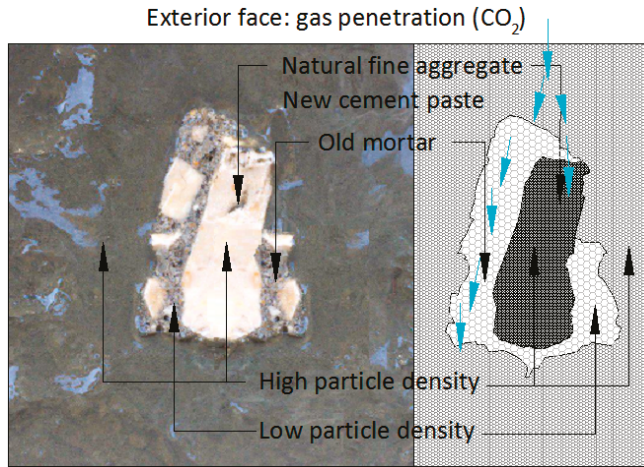 Exterior face: gas penetration (CO₂)
Natural fine aggregate
New cement paste
Old mortar
High particle density
Low particle density